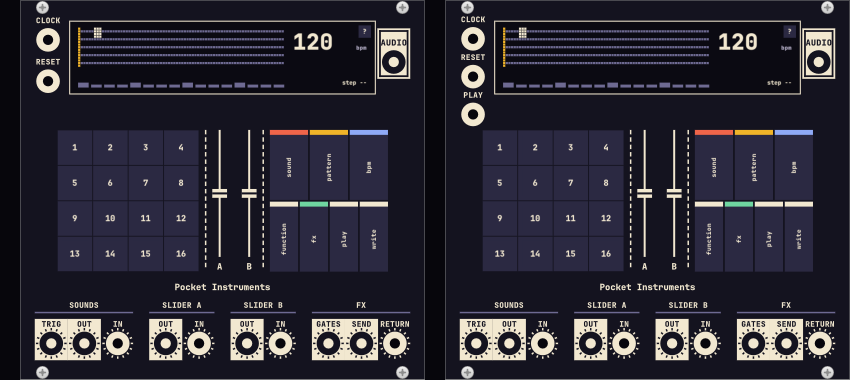 CLOCK
120
?
bpm
AUDIO
RESET
step --
1 2 3 4
5 6 7 8
9 10 11 12
13 14 15 16
A B
sound pattern bpm
function fx play write
Pocket Instruments
SOUNDS SLIDER A SLIDER B FX
TRIG OUT IN OUT IN OUT IN GATES SEND RETURN
CLOCK
120
?
bpm
AUDIO
RESET
step --
PLAY
1 2 3 4
5 6 7 8
9 10 11 12
13 14 15 16
A B
sound pattern bpm
function fx play write
Pocket Instruments
SOUNDS SLIDER A SLIDER B FX
TRIG OUT IN OUT IN OUT IN GATES SEND RETURN